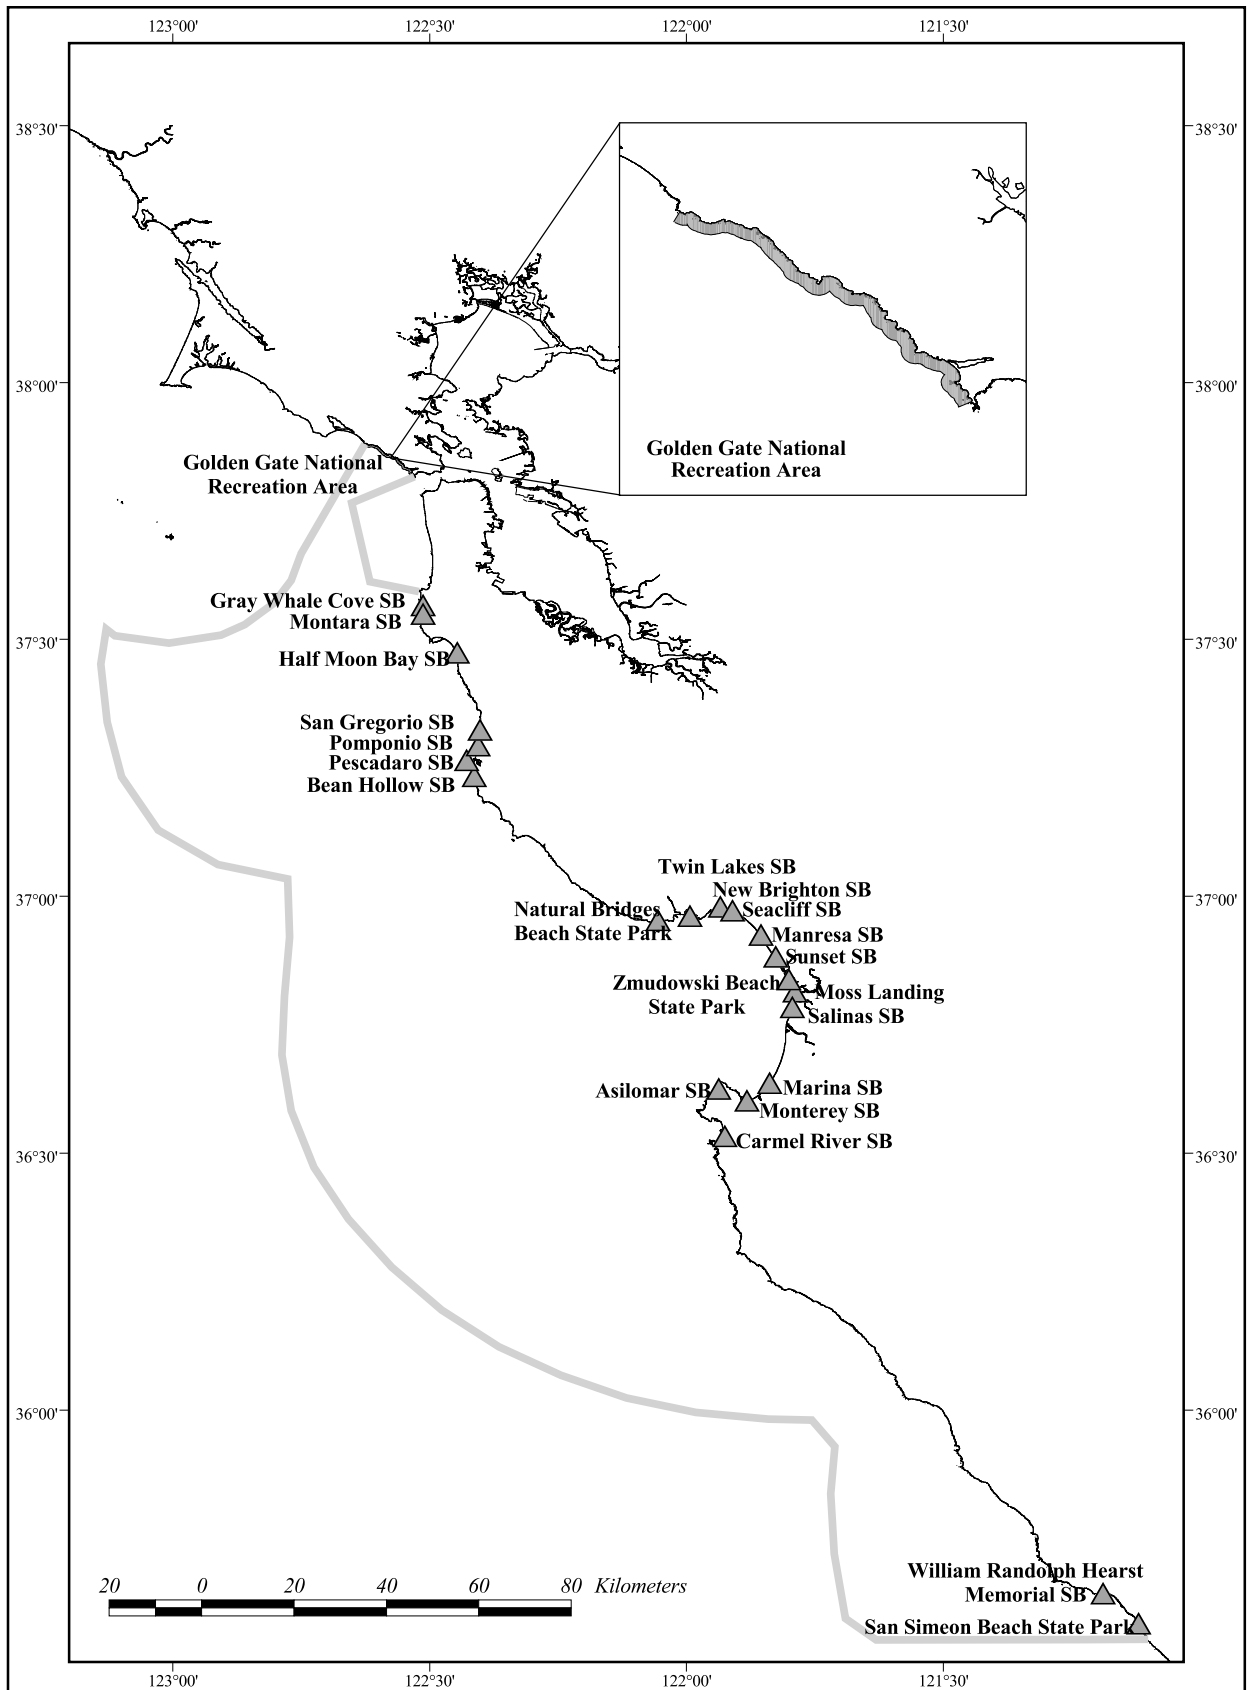 123°00'
122°30'
122°00'
121°30'
38°30'
38°30'
38°00'
38°00'
Golden Gate National
Recreation Area
Golden Gate National
Recreation Area
Gray Whale Cove SB
Montara SB
37°30'
37°30'
Half Moon Bay SB
San Gregorio SB
Pomponio SB
Pescadaro SB
Bean Hollow SB
Twin Lakes SB
New Brighton SB
37°00'
37°00'
Natural Bridges
Beach State Park
Seacliff SB
Manresa SB
Sunset SB
Zmudowski Beach
State Park
Moss Landing
Salinas SB
Asilomar SB
Marina SB
Monterey SB
Carmel River SB
36°30'
36°30'
36°00'
36°00'
William Randolph Hearst
Memorial SB
San Simeon Beach State Park
20 0 20 40 60 80 Kilometers
123°00'
122°30'
122°00'
121°30'